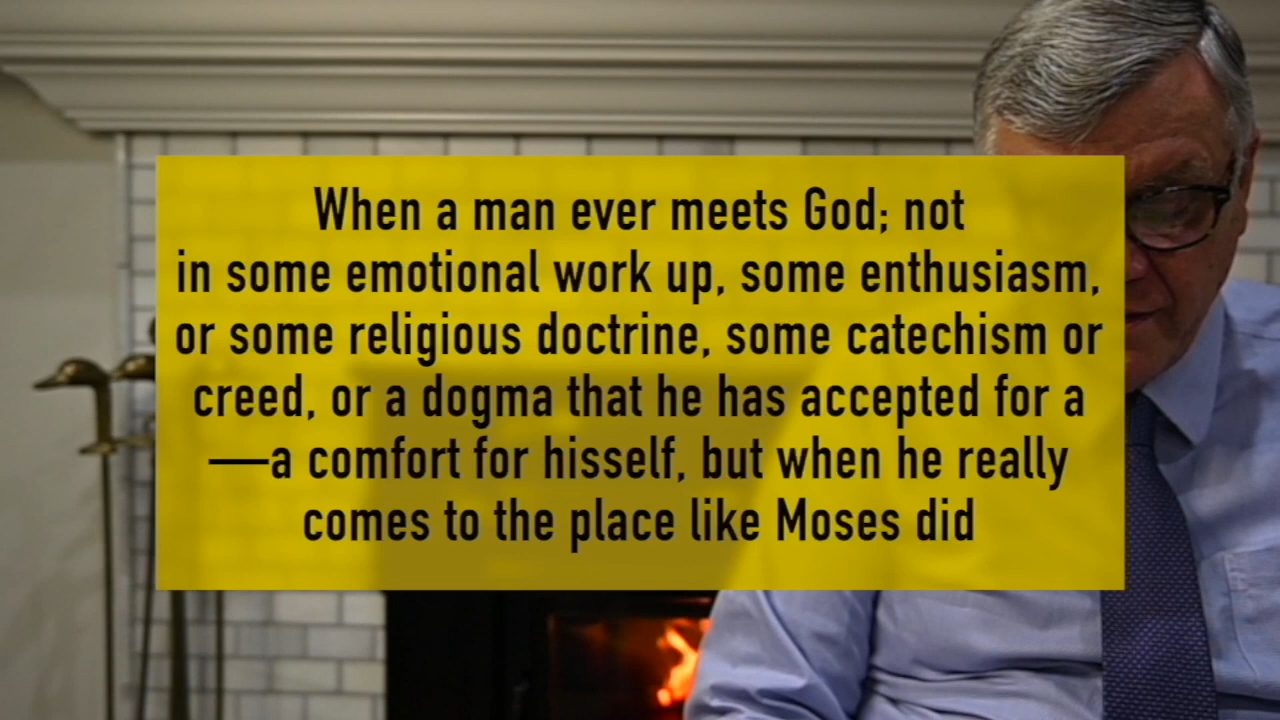 When a man ever meets God; not
in some emotional work up, some enthusiasm,
or some religious doctrine, some catechism or
creed, or a dogma that he has accepted for a
—a comfort for hisself, but when he really
comes to the place like Moses did